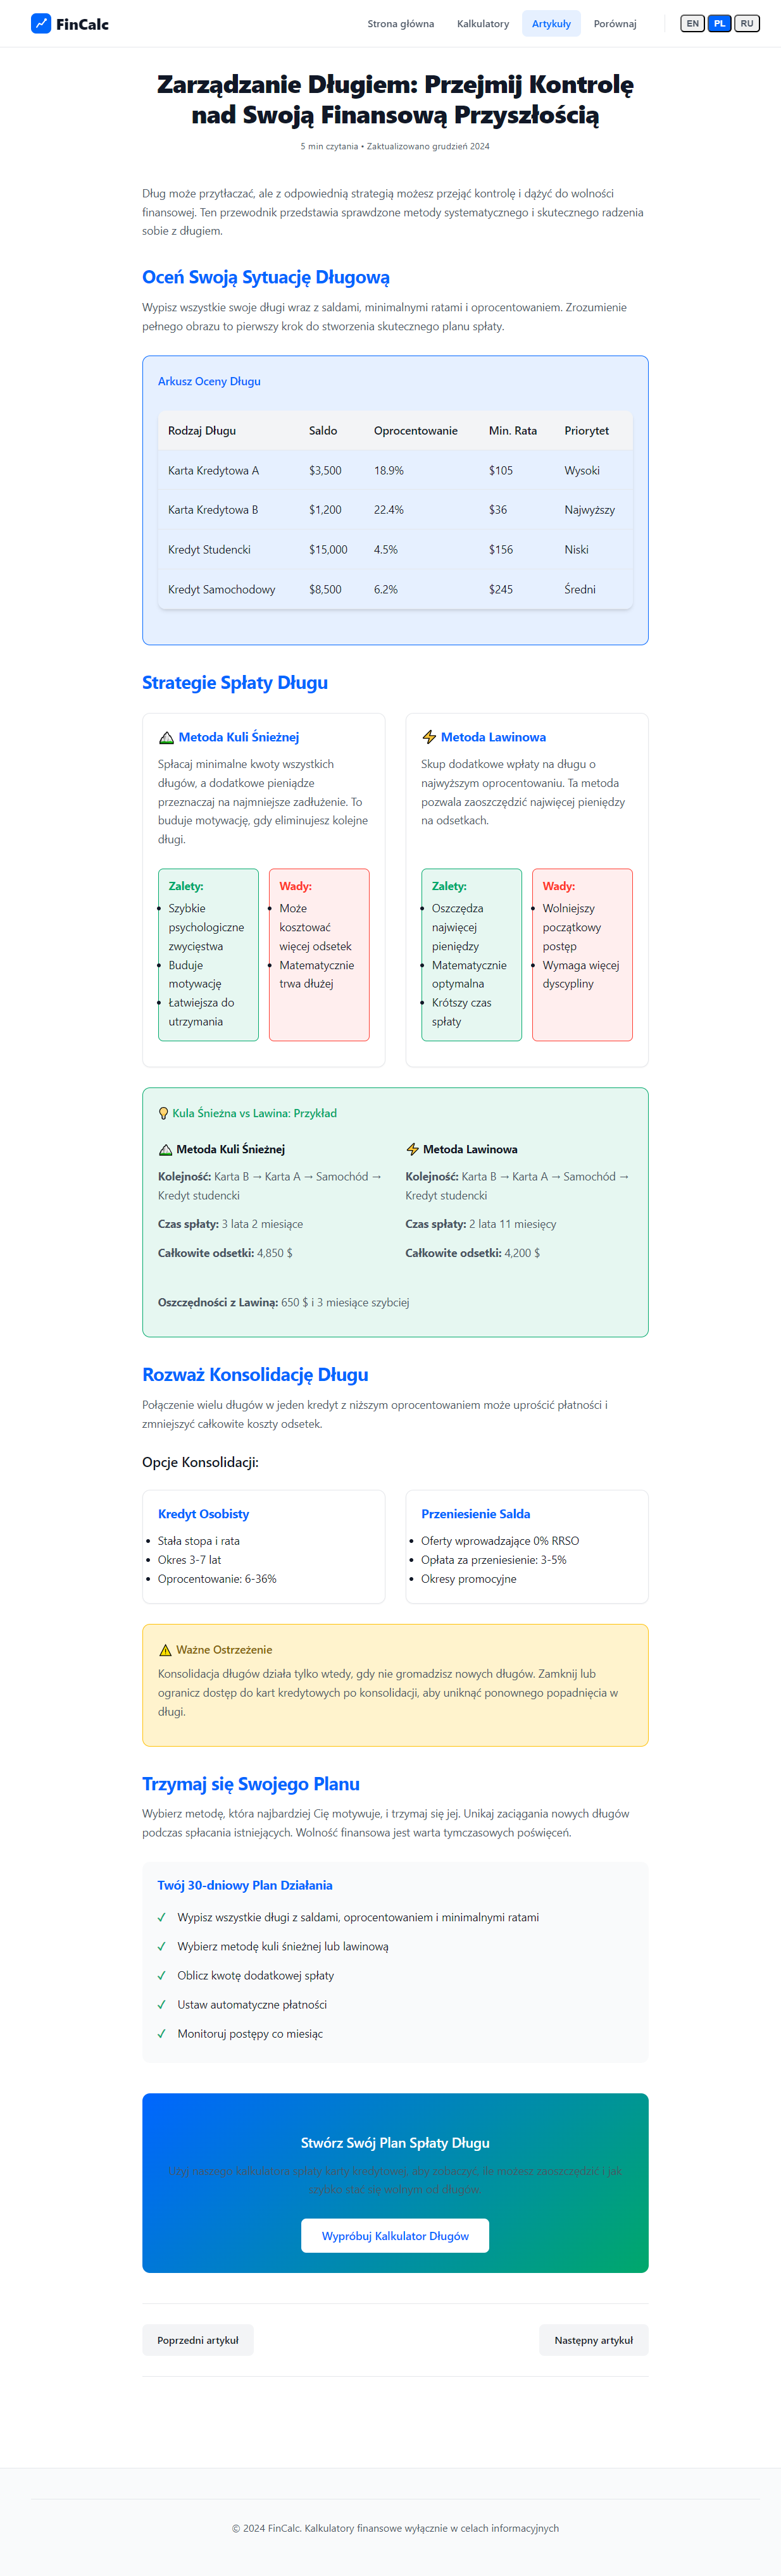 FinCalc
Strona główna
Kalkulatory
Artykuły
Porównaj
EN
PL
RU
Zarządzanie Długiem: Przejmij Kontrolę
nad Swoją Finansową Przyszłością
5 min czytania • Zaktualizowano grudzień 2024
Dług może przytłaczać, ale z odpowiednią strategią możesz przejąć kontrolę i dążyć do wolności
finansowej. Ten przewodnik przedstawia sprawdzone metody systematycznego i skutecznego radzenia
sobie z długiem.
Oceń Swoją Sytuację Długową
Wypisz wszystkie swoje długi wraz z saldami, minimalnymi ratami i oprocentowaniem. Zrozumienie
pełnego obrazu to pierwszy krok do stworzenia skutecznego planu spłaty.
Arkusz Oceny Długu
Rodzaj Długu Saldo Oprocentowanie Min. Rata Priorytet
Karta Kredytowa A $3,500 18.9% $105 Wysoki
Karta Kredytowa B $1,200 22.4% $36 Najwyższy
Kredyt Studencki $15,000 4.5% $156 Niski
Kredyt Samochodowy $8,500 6.2% $245 Średni
Strategie Spłaty Długu
Metoda Kuli Śnieżnej
Spłacaj minimalne kwoty wszystkich
długów, a dodatkowe pieniądze
przeznaczaj na najmniejsze zadłużenie. To
buduje motywację, gdy eliminujesz kolejne
długi.
Zalety:
• Szybkie
psychologiczne
zwycięstwa
• Buduje
motywację
• Łatwiejsza do
utrzymania
Wady:
• Może
kosztować
więcej odsetek
• Matematycznie
trwa dłużej
Metoda Lawinowa
Skup dodatkowe wpłaty na długu o
najwyższym oprocentowaniu. Ta metoda
pozwala zaoszczędzić najwięcej pieniędzy
na odsetkach.
Zalety:
• Oszczędza
najwięcej
pieniędzy
• Matematycznie
optymalna
• Krótszy czas
spłaty
Wady:
• Wolniejszy
początkowy
postęp
• Wymaga więcej
dyscypliny
Kula Śnieżna vs Lawina: Przykład
Metoda Kuli Śnieżnej
Kolejność: Karta B → Karta A → Samochód →
Kredyt studencki
Czas spłaty: 3 lata 2 miesiące
Całkowite odsetki: 4,850 $
Metoda Lawinowa
Kolejność: Karta B → Karta A → Samochód →
Kredyt studencki
Czas spłaty: 2 lata 11 miesięcy
Całkowite odsetki: 4,200 $
Oszczędności z Lawiną: 650 $ i 3 miesiące szybciej
Rozważ Konsolidację Długu
Połączenie wielu długów w jeden kredyt z niższym oprocentowaniem może uprościć płatności i
zmniejszyć całkowite koszty odsetek.
Opcje Konsolidacji:
Kredyt Osobisty
• Stała stopa i rata
• Okres 3-7 lat
• Oprocentowanie: 6-36%
Przeniesienie Salda
• Oferty wprowadzające 0% RRSO
• Opłata za przeniesienie: 3-5%
• Okresy promocyjne
Ważne Ostrzeżenie
Konsolidacja długów działa tylko wtedy, gdy nie gromadzisz nowych długów. Zamknij lub
ogranicz dostęp do kart kredytowych po konsolidacji, aby uniknąć ponownego popadnięcia w
długi.
Trzymaj się Swojego Planu
Wybierz metodę, która najbardziej Cię motywuje, i trzymaj się jej. Unikaj zaciągania nowych długów
podczas spłacania istniejących. Wolność finansowa jest warta tymczasowych poświęceń.
Twój 30-dniowy Plan Działania
✓ Wypisz wszystkie długi z saldami, oprocentowaniem i minimalnymi ratami
✓ Wybierz metodę kuli śnieżnej lub lawinową
✓ Oblicz kwotę dodatkowej spłaty
✓ Ustaw automatyczne płatności
✓ Monitoruj postępy co miesiąc
Stwórz Swój Plan Spłaty Długu
Użyj naszego kalkulatora spłaty karty kredytowej, aby zobaczyć, ile możesz zaoszczędzić i jak
szybko stać się wolnym od długów.
Wypróbuj Kalkulator Długów
Poprzedni artykuł
Następny artykuł
© 2024 FinCalc. Kalkulatory finansowe wyłącznie w celach informacyjnych